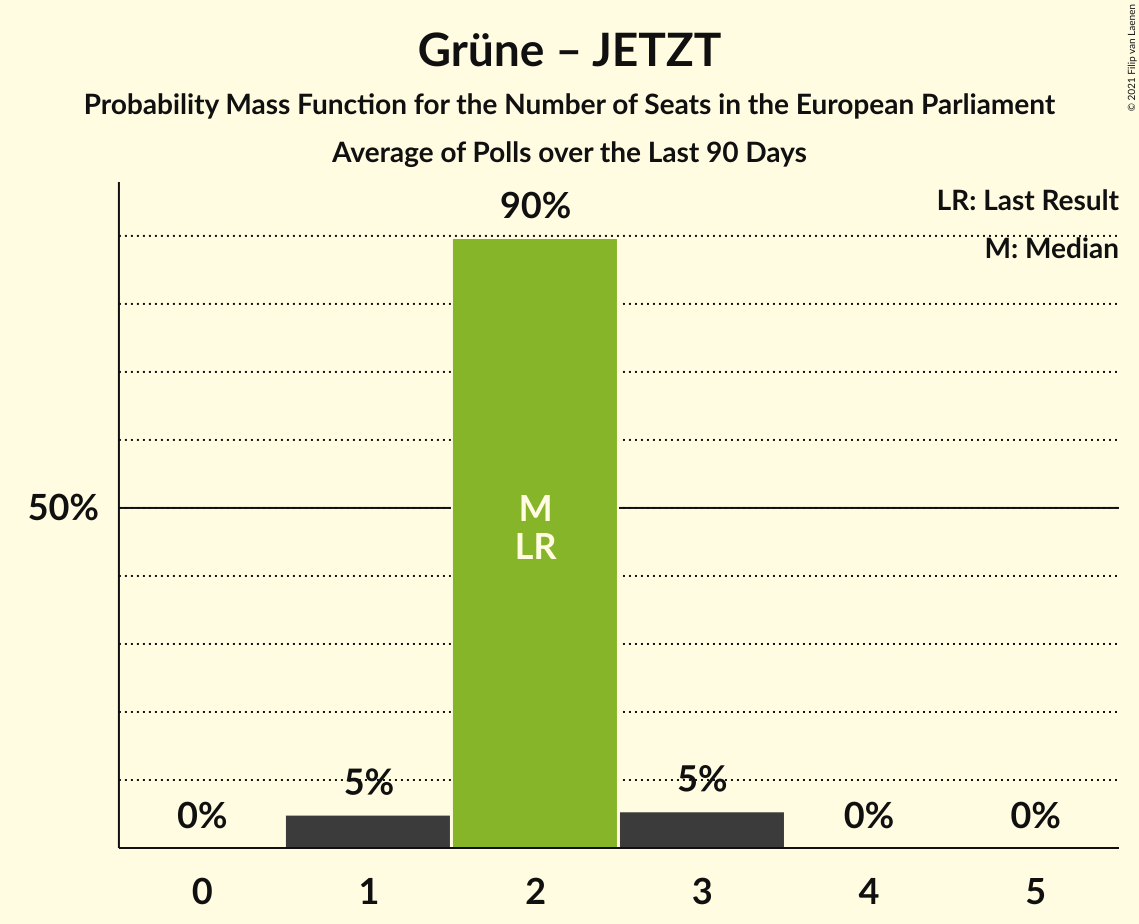 Grüne – JETZT
Probability Mass Function for the Number of Seats in the European Parliament
Average of Polls over the Last 90 Days
© 2021 Filip van Laenen
LR: Last Result
M: Median
90%
50%
M
LR
5%
5%
0%
0%
0%
0 1 2 3 4 5